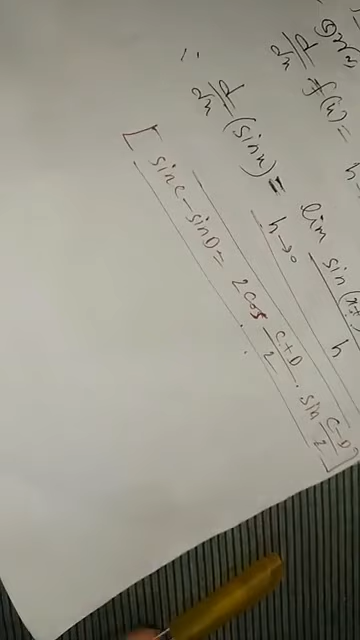 d/dx f(x) =
∴ d/dx (sin x) = lim h→0 sin(x+ / h
[ sin C - sin D = 2 cos C+D/2 . sin C-D/2 ]